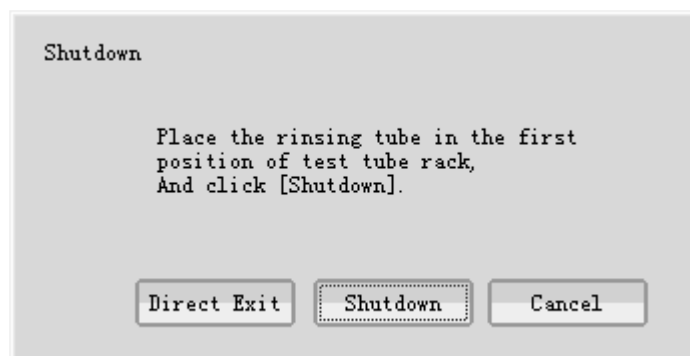 Shutdown
Place the rinsing tube in the first
position of test tube rack,
And click [Shutdown].
Direct Exit Shutdown Cancel